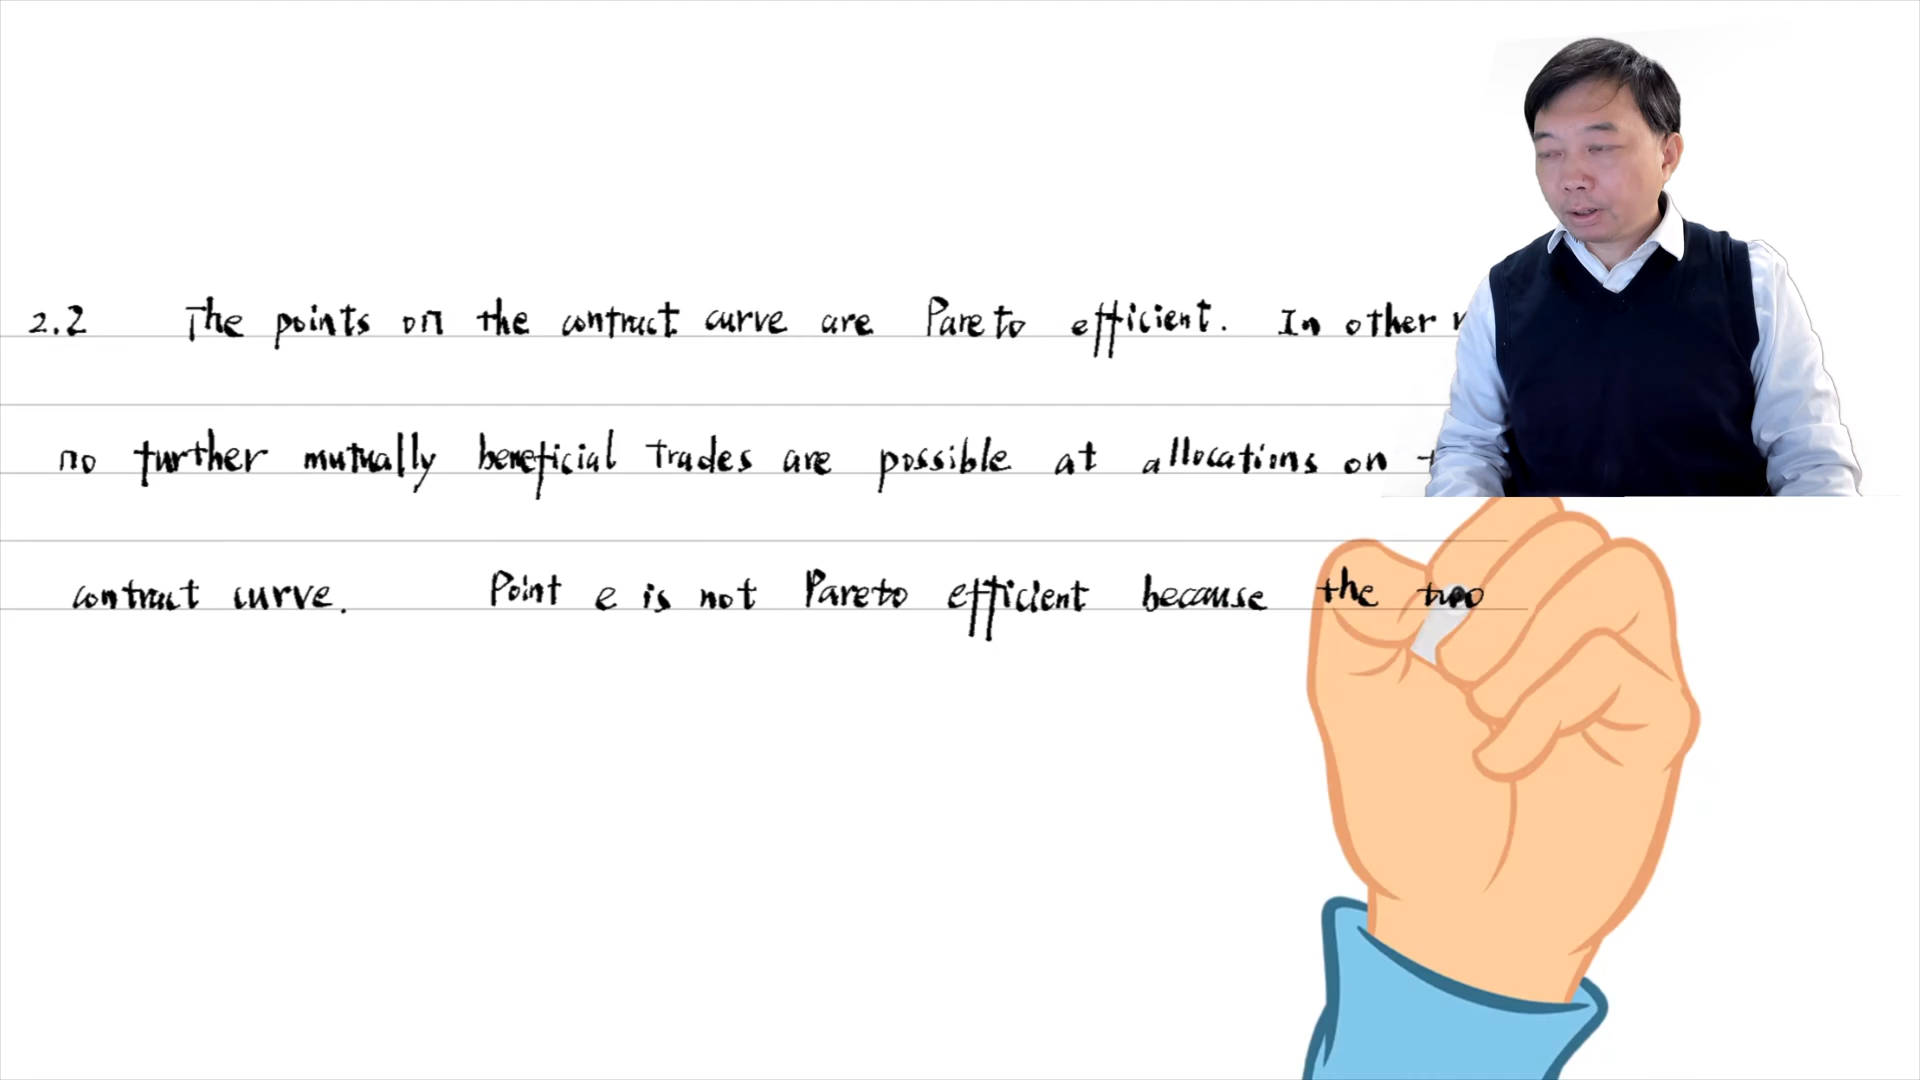 2.2 The points on the contract curve are Pareto efficient. In other
no further mutually beneficial trades are possible at allocations on
contract curve. Point e is not Pareto efficient because the two